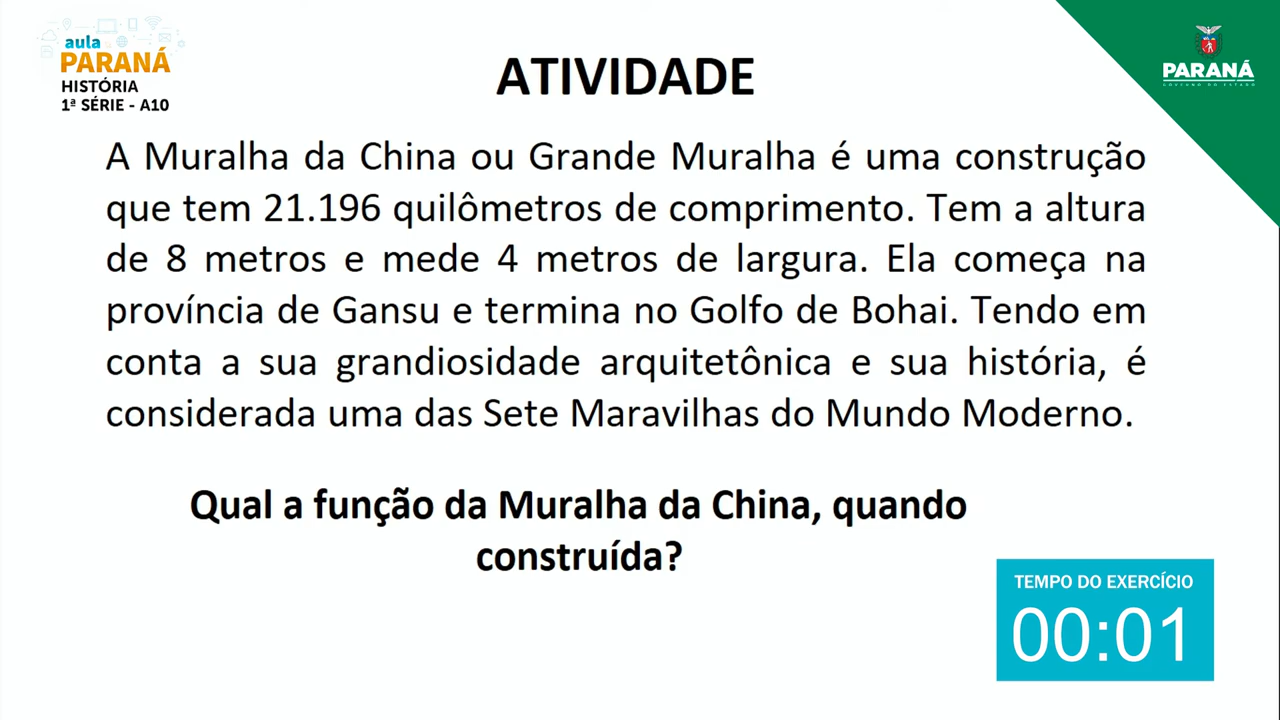 aula
PARANÁ
HISTÓRIA
1ª SÉRIE - A10
ATIVIDADE
PARANÁ
GOVERNO DO ESTADO
A Muralha da China ou Grande Muralha é uma construção
que tem 21.196 quilômetros de comprimento. Tem a altura
de 8 metros e mede 4 metros de largura. Ela começa na
província de Gansu e termina no Golfo de Bohai. Tendo em
conta a sua grandiosidade arquitetônica e sua história, é
considerada uma das Sete Maravilhas do Mundo Moderno.
Qual a função da Muralha da China, quando
construída?
TEMPO DO EXERCÍCIO
00:01